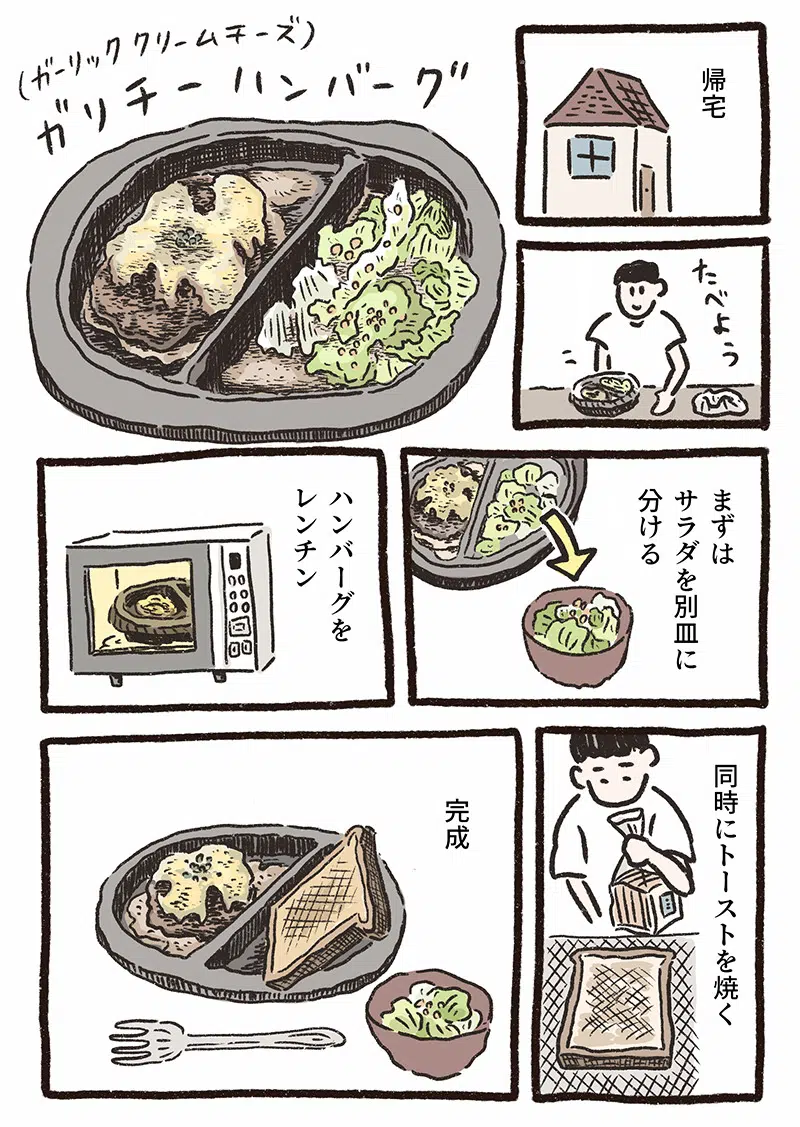 (ガーリッククリームチーズ)
ガリチーハンバーグ
帰宅
たべよう
まずは
サラダを別皿に
分ける
ハンバーグを
レンチン
同時にトーストを焼く
完成